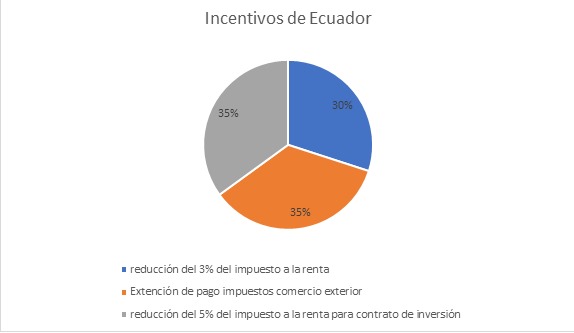 Incentivos de Ecuador
30%
35%
35%
reducción del 3% del impuesto a la renta
Extención de pago impuestos comercio exterior
reducción del 5% del impuesto a la renta para contrato de inversión